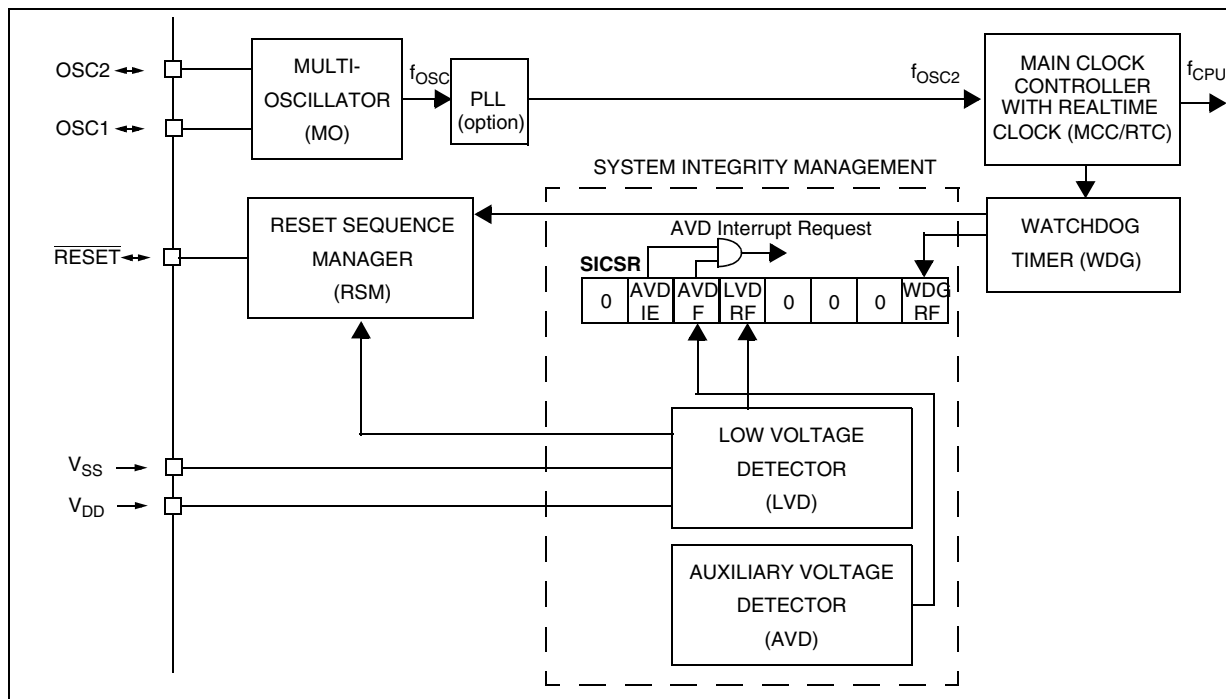 OSC2
OSC1
MULTI-
OSCILLATOR
(MO)
fOSC
PLL
(option)
fOSC2
MAIN CLOCK
CONTROLLER
WITH REALTIME
CLOCK (MCC/RTC)
fCPU
SYSTEM INTEGRITY MANAGEMENT
RESET
RESET SEQUENCE
MANAGER
(RSM)
AVD Interrupt Request
WATCHDOG
TIMER (WDG)
SICSR
0 AVD IE AVD F LVD RF 0 0 0 WDG RF
VSS
VDD
LOW VOLTAGE
DETECTOR
(LVD)
AUXILIARY VOLTAGE
DETECTOR
(AVD)